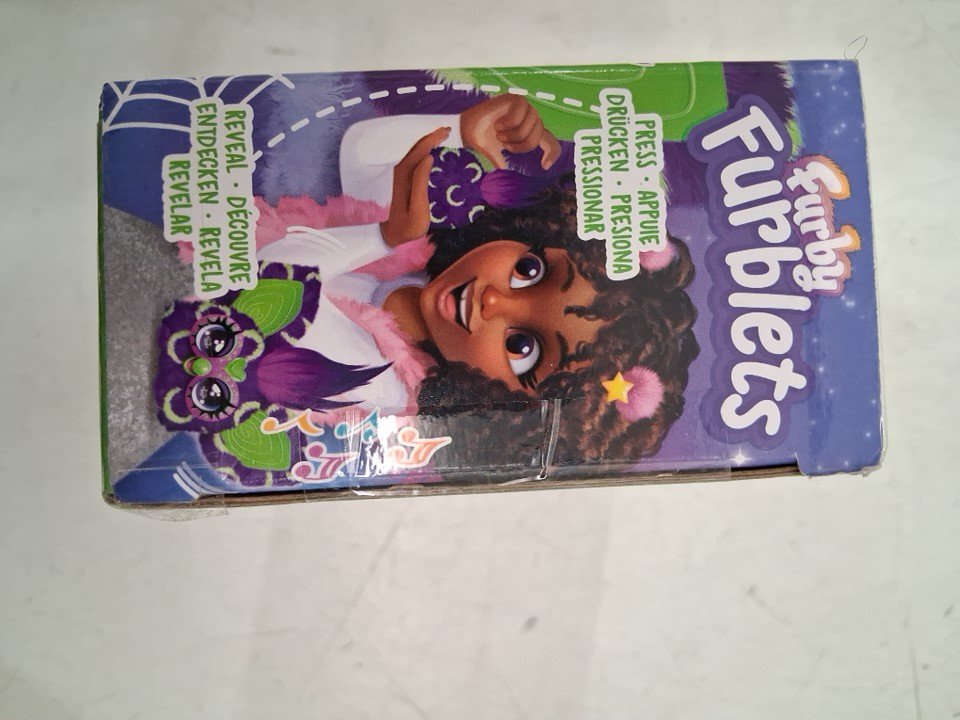 furby
Furblets
PRESS · APPUIE
DRÜCKEN · PRESIONA
PRESSIONAR
REVEAL · DÉCOUVRE
ENTDECKEN · REVELA
REVELAR